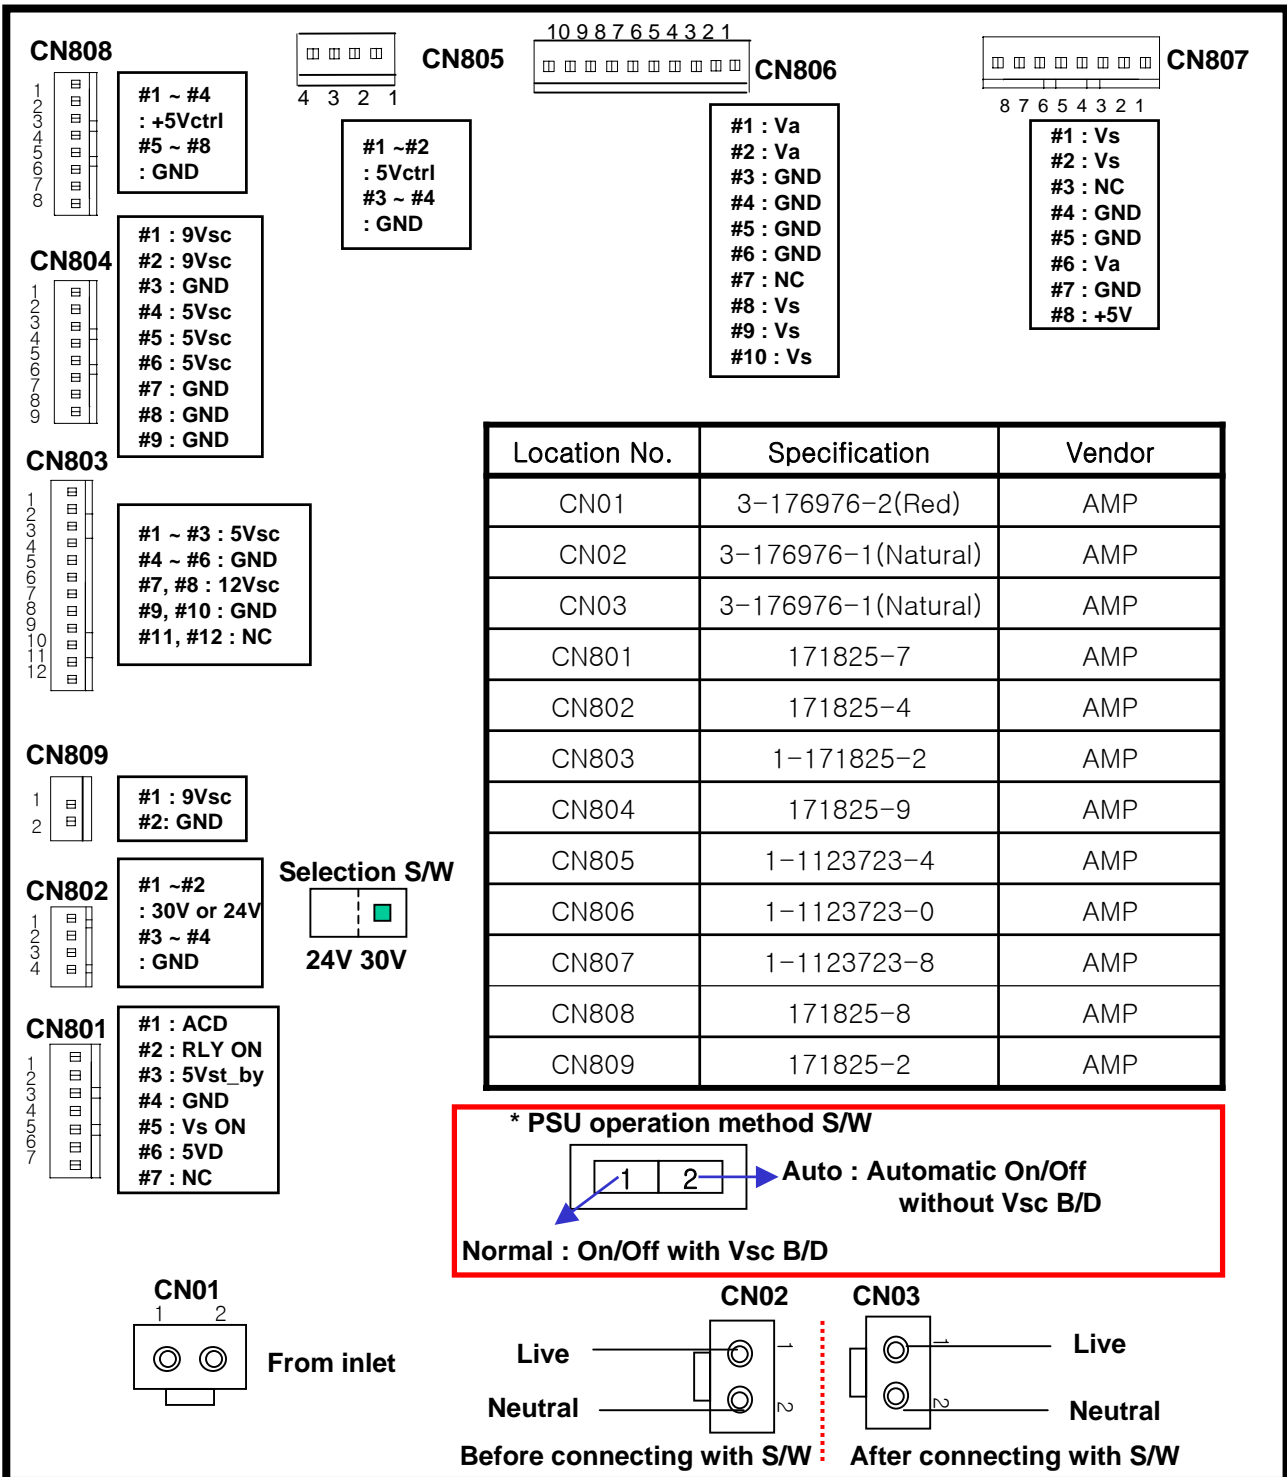 CN808
1
2
3
4
5
6
7
8
#1 ~ #4
: +5Vctrl
#5 ~ #8
: GND
CN805
4 3 2 1
#1 ~#2
: 5Vctrl
#3 ~ #4
: GND
10 9 8 7 6 5 4 3 2 1
CN806
#1 : Va
#2 : Va
#3 : GND
#4 : GND
#5 : GND
#6 : GND
#7 : NC
#8 : Vs
#9 : Vs
#10 : Vs
CN807
8 7 6 5 4 3 2 1
#1 : Vs
#2 : Vs
#3 : NC
#4 : GND
#5 : GND
#6 : Va
#7 : GND
#8 : +5V
CN804
1
2
3
4
5
6
7
8
9
#1 : 9Vsc
#2 : 9Vsc
#3 : GND
#4 : 5Vsc
#5 : 5Vsc
#6 : 5Vsc
#7 : GND
#8 : GND
#9 : GND
CN803
1
2
3
4
5
6
7
8
9
10
11
12
#1 ~ #3 : 5Vsc
#4 ~ #6 : GND
#7, #8 : 12Vsc
#9, #10 : GND
#11, #12 : NC
CN809
1
2
#1 : 9Vsc
#2: GND
CN802
1
2
3
4
#1 ~#2
: 30V or 24V
#3 ~ #4
: GND
Selection S/W
24V 30V
CN801
1
2
3
4
5
6
7
#1 : ACD
#2 : RLY ON
#3 : 5Vst_by
#4 : GND
#5 : Vs ON
#6 : 5VD
#7 : NC
Location No. Specification Vendor
CN01 3-176976-2(Red) AMP
CN02 3-176976-1(Natural) AMP
CN03 3-176976-1(Natural) AMP
CN801 171825-7 AMP
CN802 171825-4 AMP
CN803 1-171825-2 AMP
CN804 171825-9 AMP
CN805 1-1123723-4 AMP
CN806 1-1123723-0 AMP
CN807 1-1123723-8 AMP
CN808 171825-8 AMP
CN809 171825-2 AMP
* PSU operation method S/W
1 2
Auto : Automatic On/Off
without Vsc B/D
Normal : On/Off with Vsc B/D
CN01
1 2
From inlet
CN02
Live
1
Neutral
2
Before connecting with S/W
CN03
1
Live
2
Neutral
After connecting with S/W